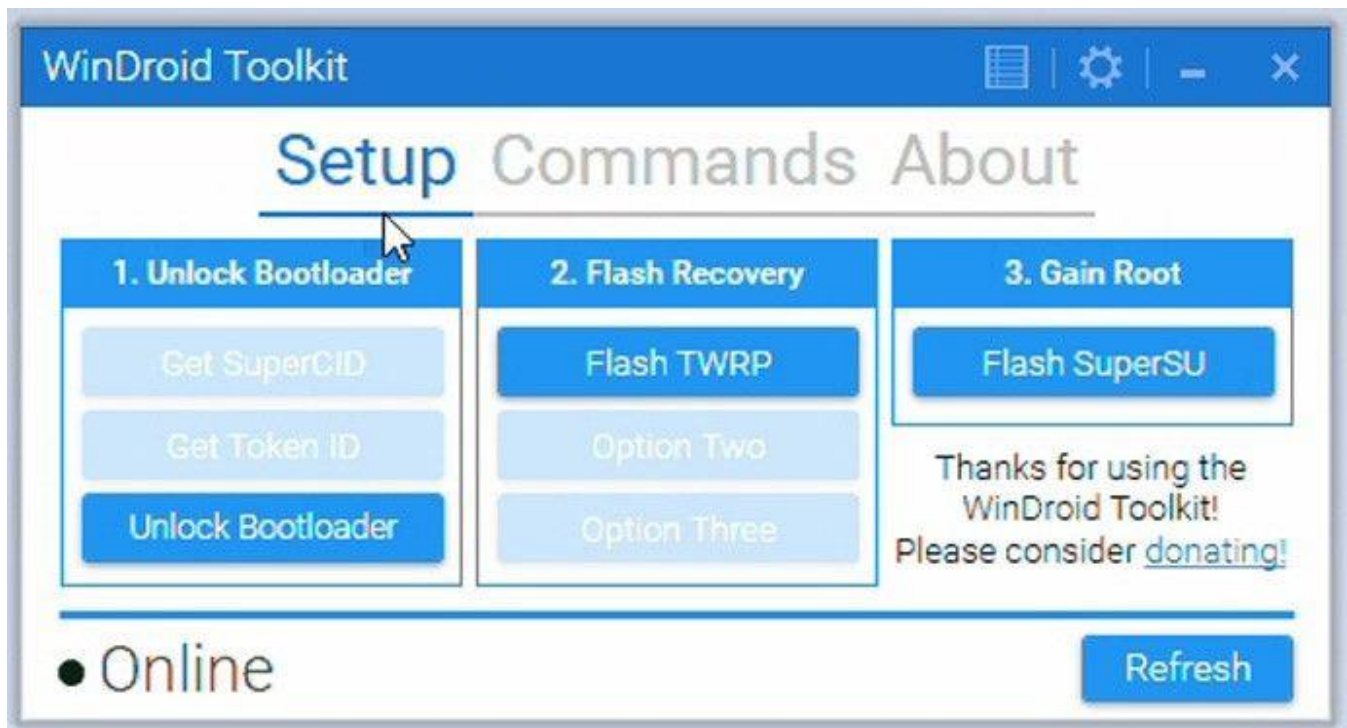 WinDroid Toolkit
Setup Commands About
1. Unlock Bootloader
Get SuperCID
Get Token ID
Unlock Bootloader
2. Flash Recovery
Flash TWRP
Option Two
Option Three
3. Gain Root
Flash SuperSU
Thanks for using the
WinDroid Toolkit!
Please consider donating!
Online
Refresh